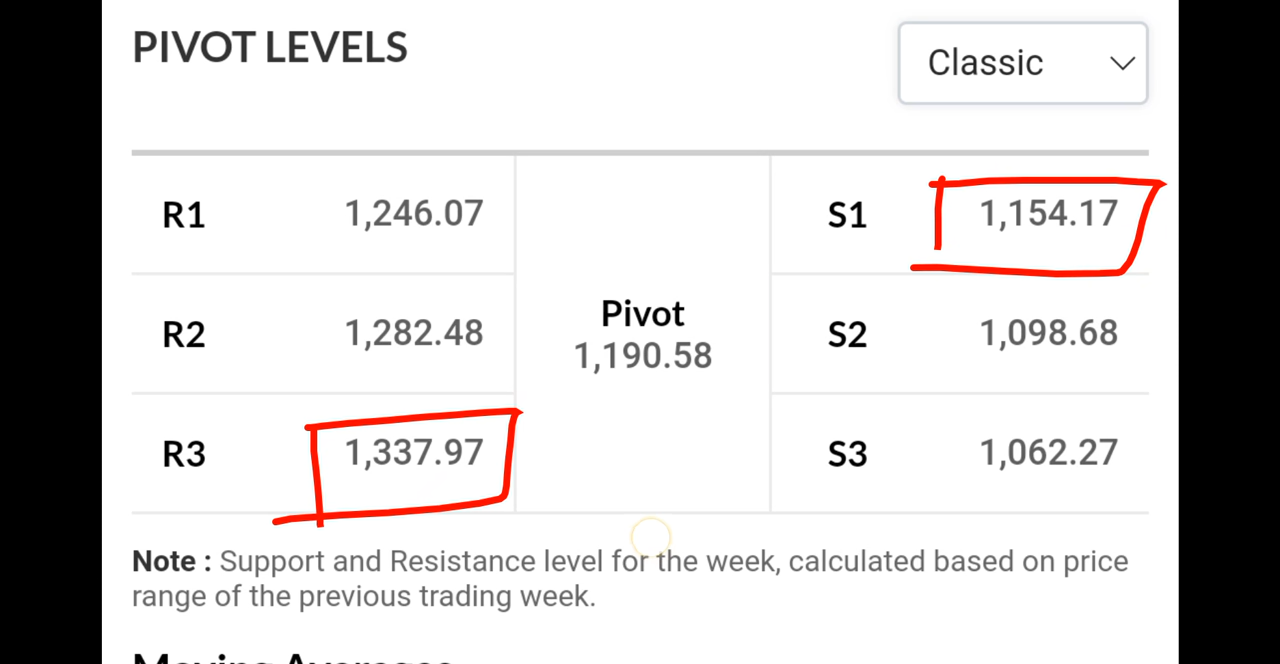 PIVOT LEVELS
Classic
R1 1,246.07
S1 1,154.17
R2 1,282.48
Pivot
1,190.58
S2 1,098.68
R3 1,337.97
S3 1,062.27
Note : Support and Resistance level for the week, calculated based on price
range of the previous trading week.
Moving Averages